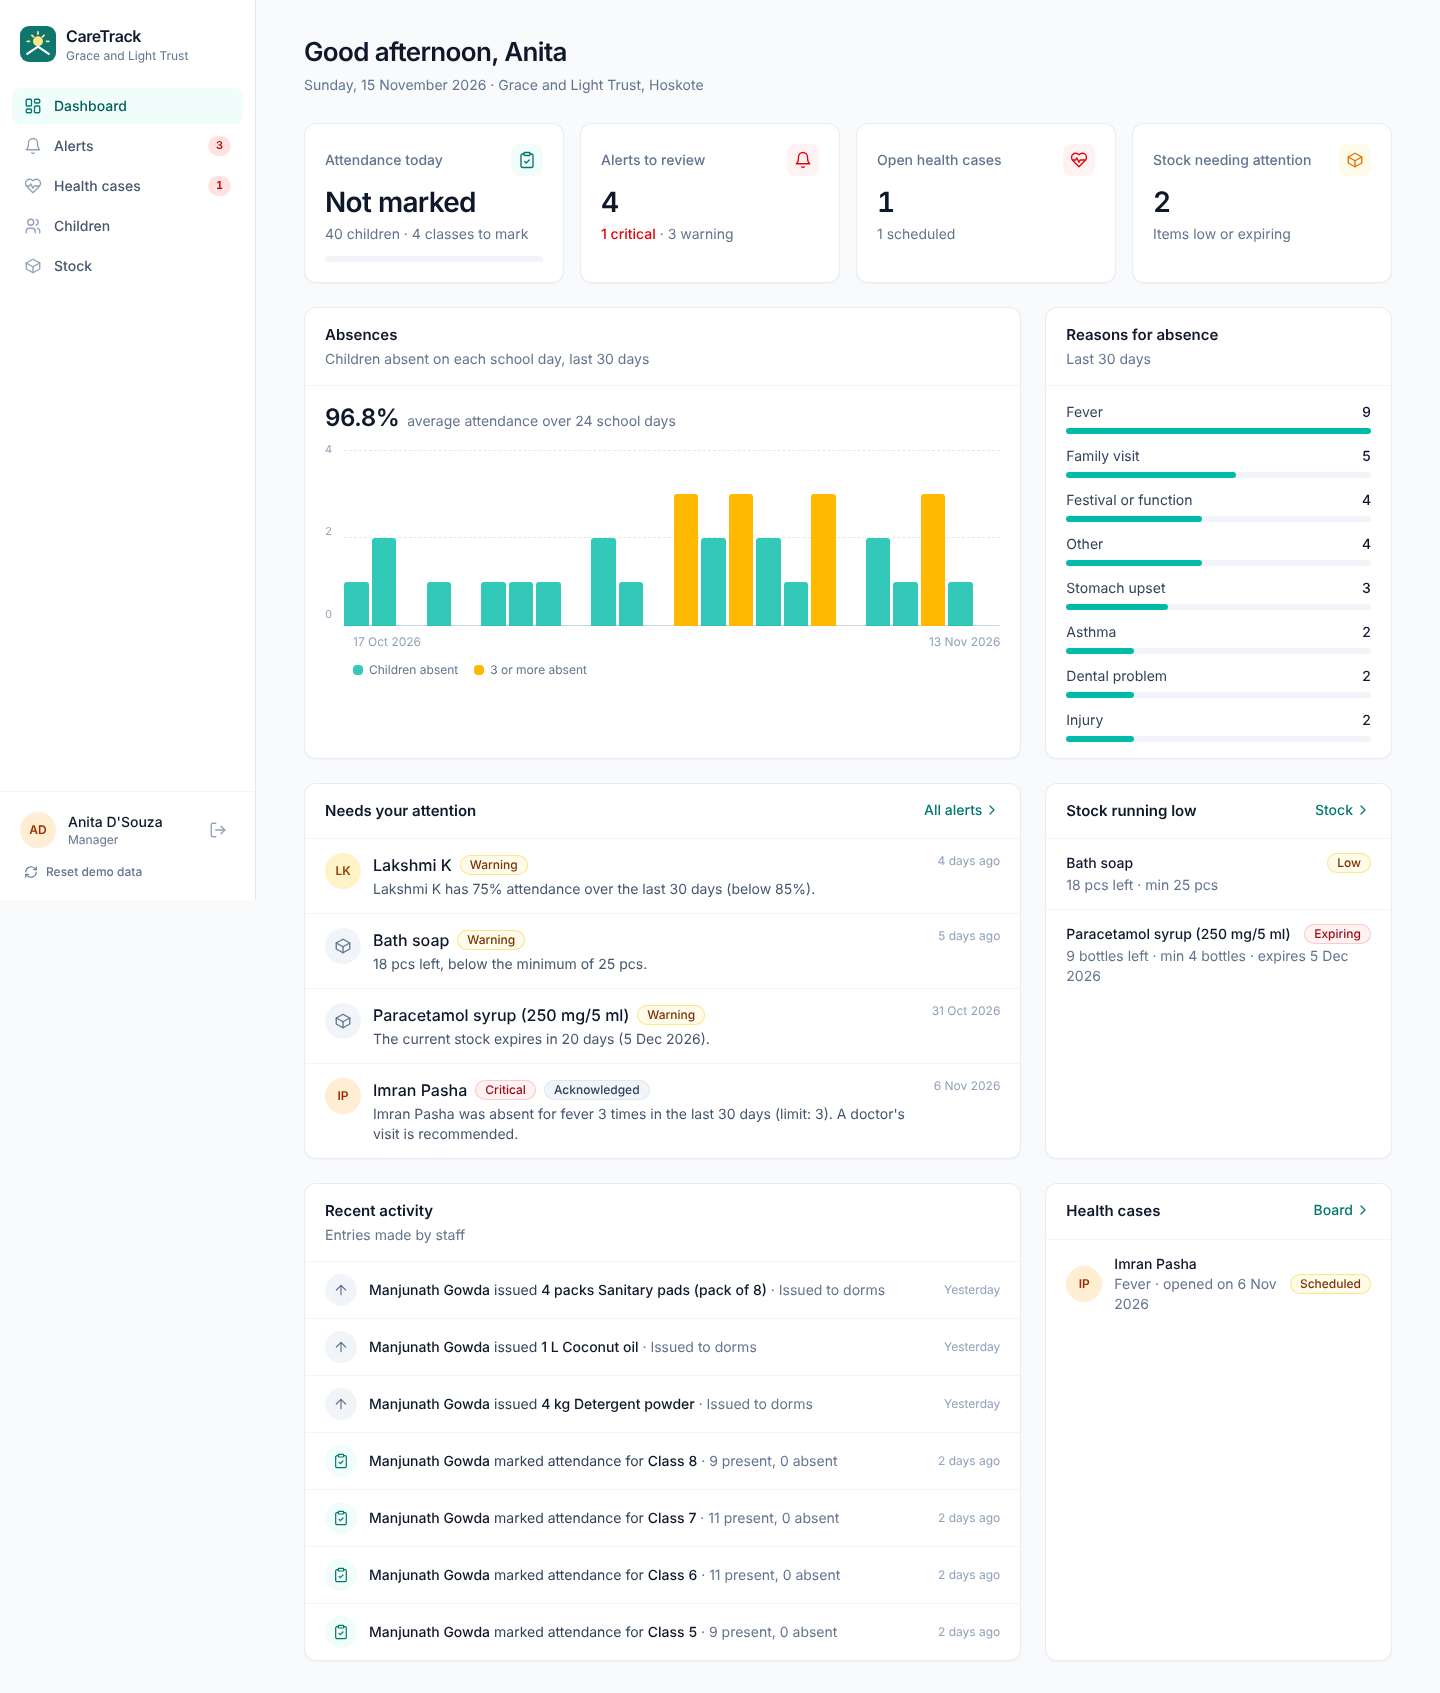 CareTrack
Grace and Light Trust
Dashboard
Alerts 3
Health cases 1
Children
Stock
AD
Anita D'Souza
Manager
Reset demo data
Good afternoon, Anita
Sunday, 15 November 2026 · Grace and Light Trust, Hoskote
Attendance today
Not marked
40 children · 4 classes to mark
Alerts to review
4
1 critical · 3 warning
Open health cases
1
1 scheduled
Stock needing attention
2
Items low or expiring
Absences
Children absent on each school day, last 30 days
96.8% average attendance over 24 school days
4
2
0
17 Oct 2026 13 Nov 2026
Children absent 3 or more absent
Reasons for absence
Last 30 days
Fever 9
Family visit 5
Festival or function 4
Other 4
Stomach upset 3
Asthma 2
Dental problem 2
Injury 2
Needs your attention All alerts
LK
Lakshmi K Warning 4 days ago
Lakshmi K has 75% attendance over the last 30 days (below 85%).
Bath soap Warning 5 days ago
18 pcs left, below the minimum of 25 pcs.
Paracetamol syrup (250 mg/5 ml) Warning 31 Oct 2026
The current stock expires in 20 days (5 Dec 2026).
IP
Imran Pasha Critical Acknowledged 6 Nov 2026
Imran Pasha was absent for fever 3 times in the last 30 days (limit: 3). A doctor's
visit is recommended.
Stock running low Stock
Bath soap Low
18 pcs left · min 25 pcs
Paracetamol syrup (250 mg/5 ml) Expiring
9 bottles left · min 4 bottles · expires 5 Dec
2026
Recent activity
Entries made by staff
Manjunath Gowda issued 4 packs Sanitary pads (pack of 8) · Issued to dorms Yesterday
Manjunath Gowda issued 1 L Coconut oil · Issued to dorms Yesterday
Manjunath Gowda issued 4 kg Detergent powder · Issued to dorms Yesterday
Manjunath Gowda marked attendance for Class 8 · 9 present, 0 absent 2 days ago
Manjunath Gowda marked attendance for Class 7 · 11 present, 0 absent 2 days ago
Manjunath Gowda marked attendance for Class 6 · 11 present, 0 absent 2 days ago
Manjunath Gowda marked attendance for Class 5 · 9 present, 0 absent 2 days ago
Health cases Board
IP
Imran Pasha
Fever · opened on 6 Nov
2026
Scheduled